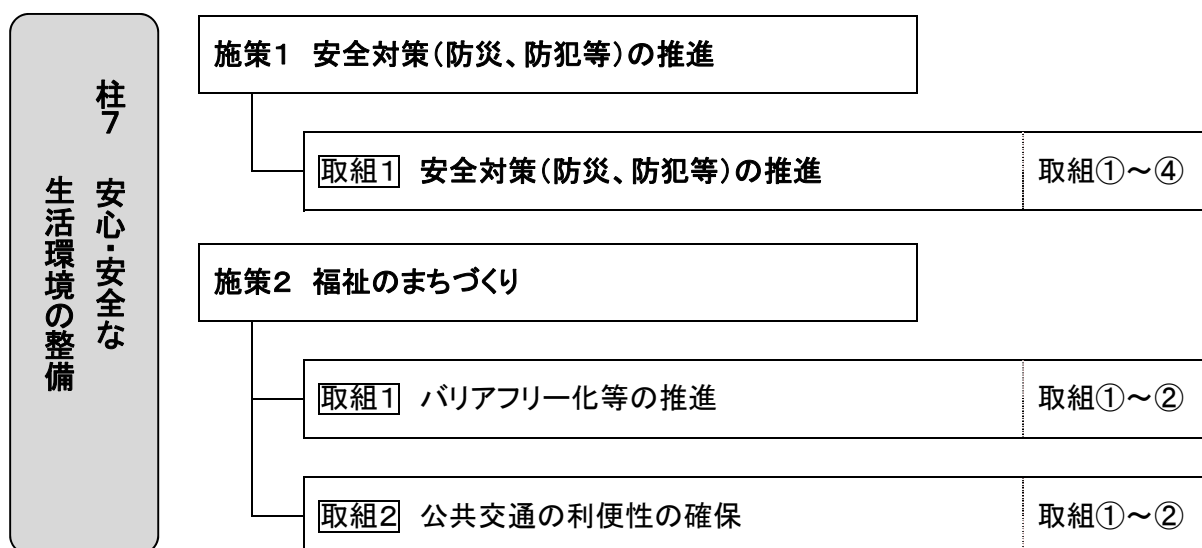 柱7　安心・安全な
生活環境の整備
施策1　安全対策（防災、防犯等）の推進
取組1　安全対策（防災、防犯等）の推進　取組①～④
施策2　福祉のまちづくり
取組1　バリアフリー化等の推進　取組①～②
取組2　公共交通の利便性の確保　取組①～②